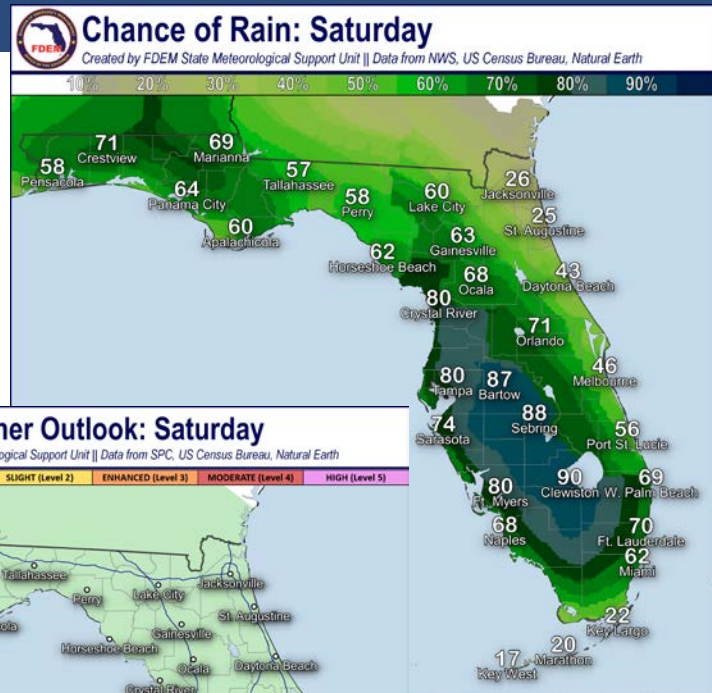 Chance of Rain: Saturday
Created by FDEM State Meteorological Support Unit || Data from NWS, US Census Bureau, Natural Earth
FDEM
10% 20% 30% 40% 50% 60% 70% 80% 90%
71
Crestview
69
Marianna
58
Pensacola
64
Panama City
57
Tallahassee
58
Perry
60
Lake City
26
Jacksonville
60
Apalachicola
25
St. Augustine
62
Horseshoe Beach
63
Gainesville
68
Ocala
43
Daytona Beach
80
Crystal River
71
Orlando
46
Melbourne
80
Tampa
87
Bartow
74
Sarasota
88
Sebring
56
Port St. Lucie
80
Ft. Myers
90
Clewiston
69
W. Palm Beach
68
Naples
70
Ft. Lauderdale
62
Miami
22
Key Largo
20
Marathon
17
Key West
her Outlook: Saturday
ological Support Unit || Data from SPC, US Census Bureau, Natural Earth
SLIGHT (Level 2) ENHANCED (Level 3) MODERATE (Level 4) HIGH (Level 5)
Tallahassee
Jacksonville
Perry
Lake City
St. Augustine
ola
Gainesville
Horseshoe Beach
Ocala
Daytona Beach
Crystal River